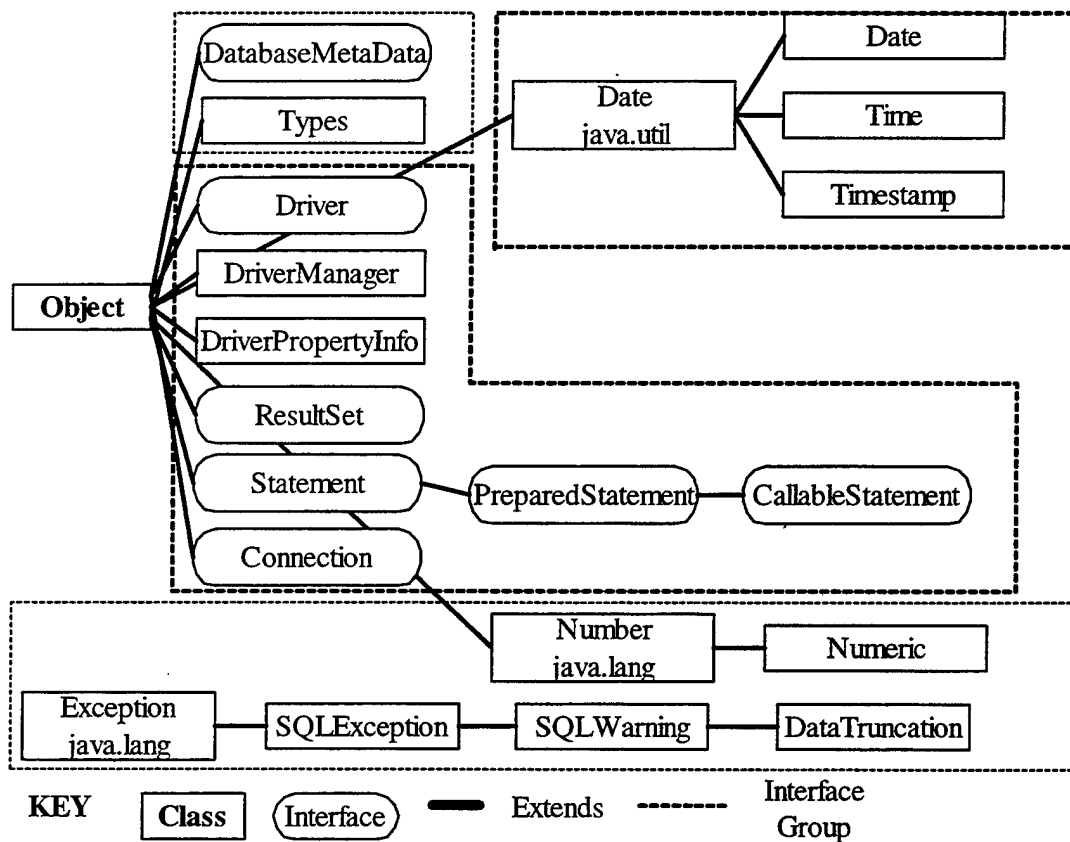 DatabaseMetaData
Types
Date
java.util
Date
Time
Timestamp
Driver
DriverManager
Object
DriverPropertyInfo
ResultSet
Statement
PreparedStatement
CallableStatement
Connection
Number
java.lang
Numeric
Exception
java.lang
SQLException
SQLWarning
DataTruncation
KEY
Class
Interface
Extends
Interface
Group